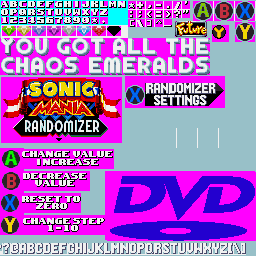 ABCDEFGHIJKLMN
OPQRSTUVWXYZ
1234567890*.
Future
A B X Y Y
YOU GOT ALL THE
CHAOS EMERALDS
SONIC
MANIA
RANDOMIZER
X RANDOMIZER
SETTINGS
A CHANGE VALUE
INCREASE
B DECREASE
VALUE
X RESET TO
ZERO
Y CHANGE STEP
1-10
DVD
?@ABCDEFGHIJKLMNOPQRSTUVWXYZ[\]